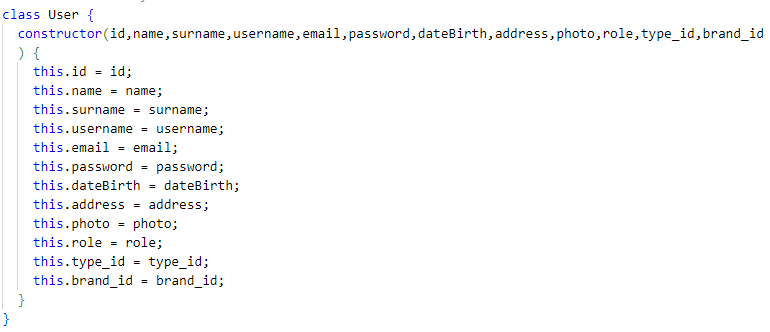 class User {
  constructor(id,name,surname,username,email,password,dateBirth,address,photo,role,type_id,brand_id
  ) {
    this.id = id;
    this.name = name;
    this.surname = surname;
    this.username = username;
    this.email = email;
    this.password = password;
    this.dateBirth = dateBirth;
    this.address = address;
    this.photo = photo;
    this.role = role;
    this.type_id = type_id;
    this.brand_id = brand_id;
  }
}